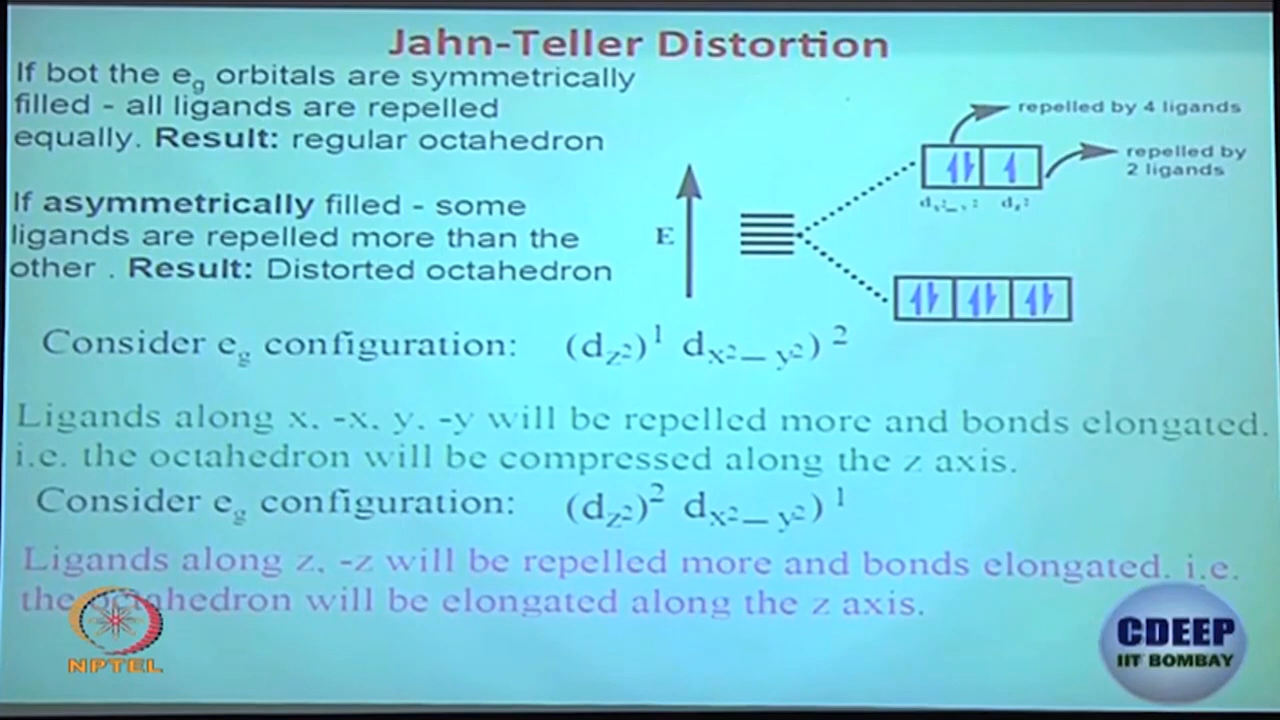 Jahn-Teller Distortion
If bot the eg orbitals are symmetrically
filled - all ligands are repelled
equally. Result: regular octahedron
repelled by 4 ligands
repelled by
2 ligands
If asymmetrically filled - some
ligands are repelled more than the
other . Result: Distorted octahedron
E
Consider eg configuration: (dz2)1 dx2– y2) 2
Ligands along x, -x, y, -y will be repelled more and bonds elongated.
i.e. the octahedron will be compressed along the z axis.
Consider eg configuration: (dz2)2 dx2– y2) 1
Ligands along z, -z will be repelled more and bonds elongated. i.e.
the will be elongated along the z axis.
NPTEL
CDEEP
IIT BOMBAY